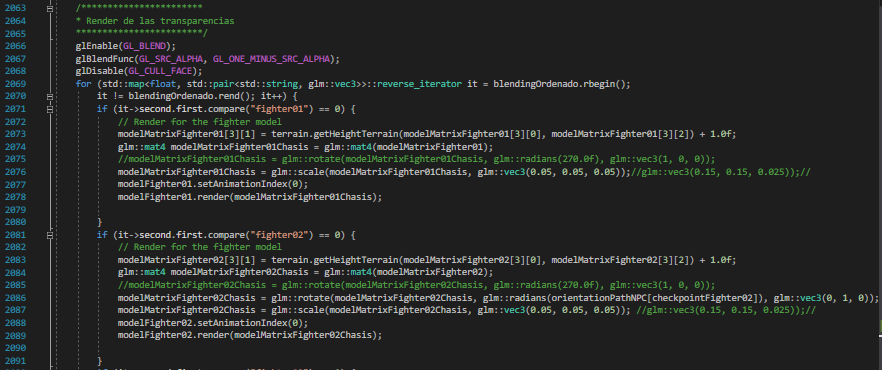 2063 /***********************
2064 * Render de las transparencias
2065 ************************/
2066 glEnable(GL_BLEND);
2067 glBlendFunc(GL_SRC_ALPHA, GL_ONE_MINUS_SRC_ALPHA);
2068 glDisable(GL_CULL_FACE);
2069 for (std::map<float, std::pair<std::string, glm::vec3>>::reverse_iterator it = blendingOrdenado.rbegin();
2070 it != blendingOrdenado.rend(); it++) {
2071 if (it->second.first.compare("fighter01") == 0) {
2072 // Render for the fighter model
2073 modelMatrixFighter01[3][1] = terrain.getHeightTerrain(modelMatrixFighter01[3][0], modelMatrixFighter01[3][2]) + 1.0f;
2074 glm::mat4 modelMatrixFighter01Chasis = glm::mat4(modelMatrixFighter01);
2075 //modelMatrixFighter01Chasis = glm::rotate(modelMatrixFighter01Chasis, glm::radians(270.0f), glm::vec3(1, 0, 0));
2076 modelMatrixFighter01Chasis = glm::scale(modelMatrixFighter01Chasis, glm::vec3(0.05, 0.05, 0.05));//glm::vec3(0.15, 0.15, 0.025));//
2077 modelFighter01.setAnimationIndex(0);
2078 modelFighter01.render(modelMatrixFighter01Chasis);
2079
2080 }
2081 if (it->second.first.compare("fighter02") == 0) {
2082 // Render for the fighter model
2083 modelMatrixFighter02[3][1] = terrain.getHeightTerrain(modelMatrixFighter02[3][0], modelMatrixFighter02[3][2]) + 1.0f;
2084 glm::mat4 modelMatrixFighter02Chasis = glm::mat4(modelMatrixFighter02);
2085 //modelMatrixFighter02Chasis = glm::rotate(modelMatrixFighter02Chasis, glm::radians(270.0f), glm::vec3(1, 0, 0));
2086 modelMatrixFighter02Chasis = glm::rotate(modelMatrixFighter02Chasis, glm::radians(orientationPathNPC[checkpointFighter02]), glm::vec3(0, 1, 0));
2087 modelMatrixFighter02Chasis = glm::scale(modelMatrixFighter02Chasis, glm::vec3(0.05, 0.05, 0.05)); //glm::vec3(0.15, 0.15, 0.025));//
2088 modelFighter02.setAnimationIndex(0);
2089 modelFighter02.render(modelMatrixFighter02Chasis);
2090
2091 }